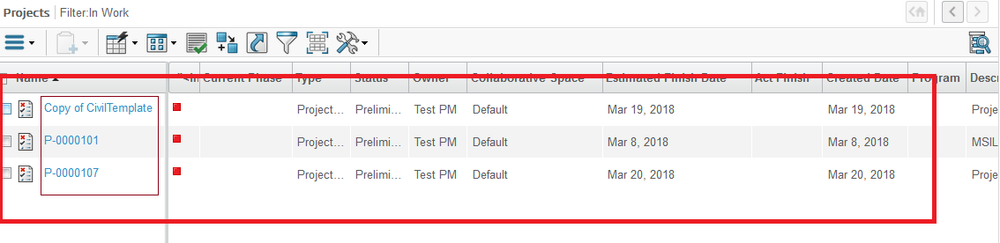 Projects | Filter:In Work
Name Current Phase Type Status Owner Collaborative Space Estimated Finish Date Act Finish Created Date Program Descr
Copy of CivilTemplate Project... Prelimi... Test PM Default Mar 19, 2018 Mar 19, 2018 Proje
P-0000101 Project... Prelimi... Test PM Default Mar 8, 2018 Mar 8, 2018 MSIL
P-0000107 Project... Prelimi... Test PM Default Mar 20, 2018 Mar 20, 2018 Proje